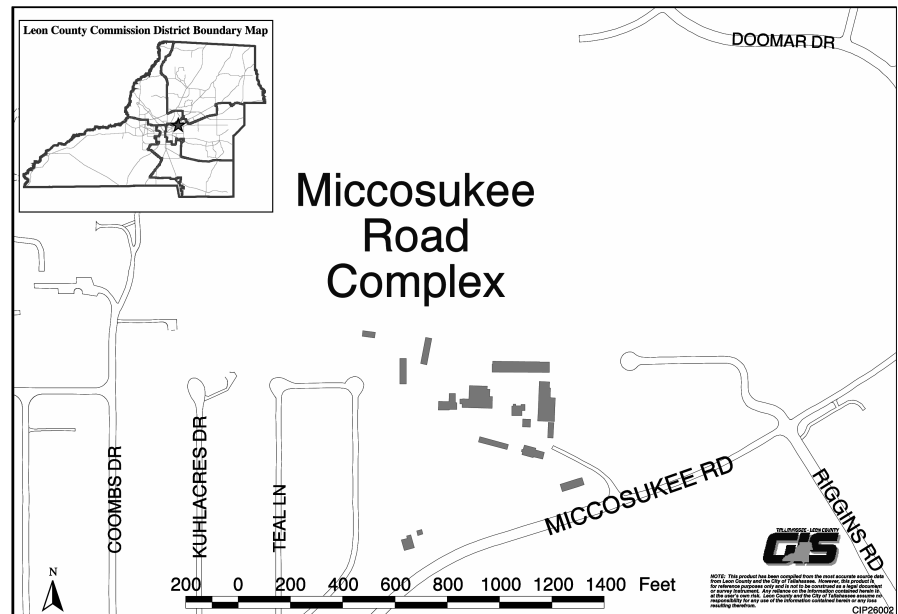 Leon County Commission District Boundary Map
DOOMAR DR
Miccosukee
Road
Complex
COOMBS DR
KUHLACRES DR
TEAL LN
MICCOSUKEE RD
RIGGINS RD
N
200 0 200 400 600 800 1000 1200 1400 Feet
TALLAHASSEE - LEON COUNTY
GIS
NOTE: This product has been compiled from the most accurate source data
from Leon County and the City of Tallahassee. However, this product is
for reference purposes only and is not to be construed as a legal document
or survey instrument. Any reliance on the information contained herein is
at the user's own risk. Leon County and the City of Tallahassee assume no
responsibility for any use of the information contained herein or any loss
resulting therefrom.
CIP26002